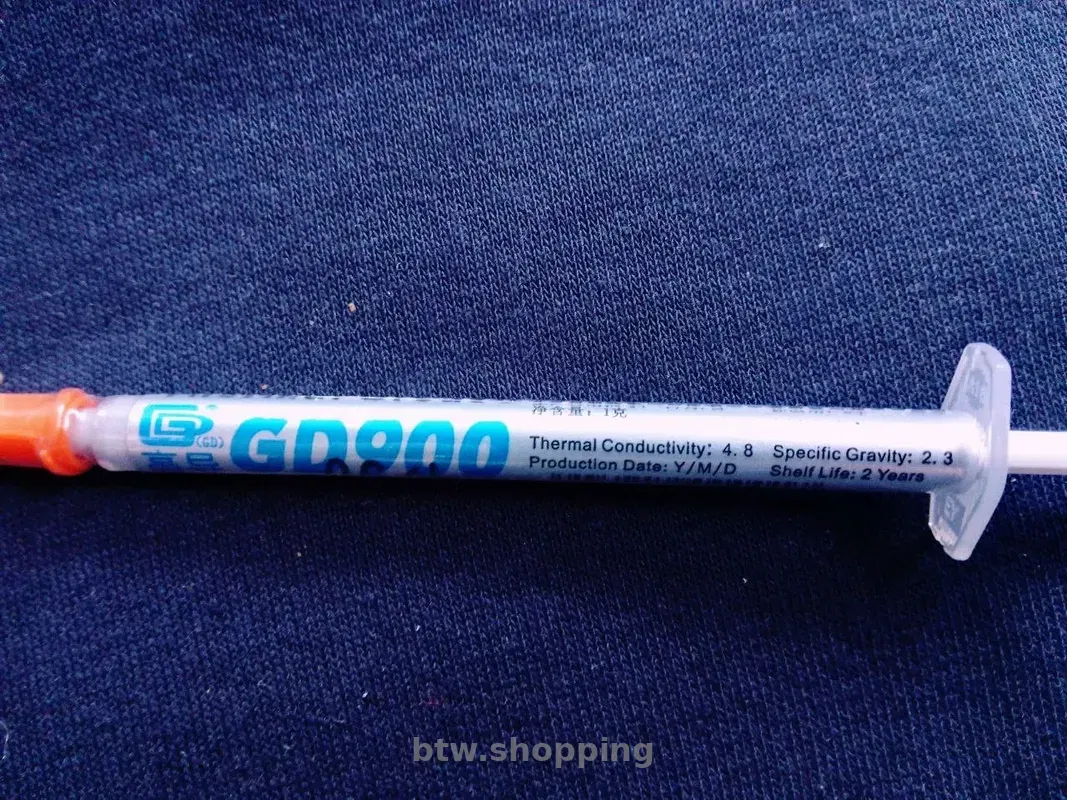 净含量：1克
(GD)
GD900
Thermal Conductivity: 4.8 Specific Gravity: 2.3
Production Date: Y/M/D Shelf Life: 2 Years
btw.shopping